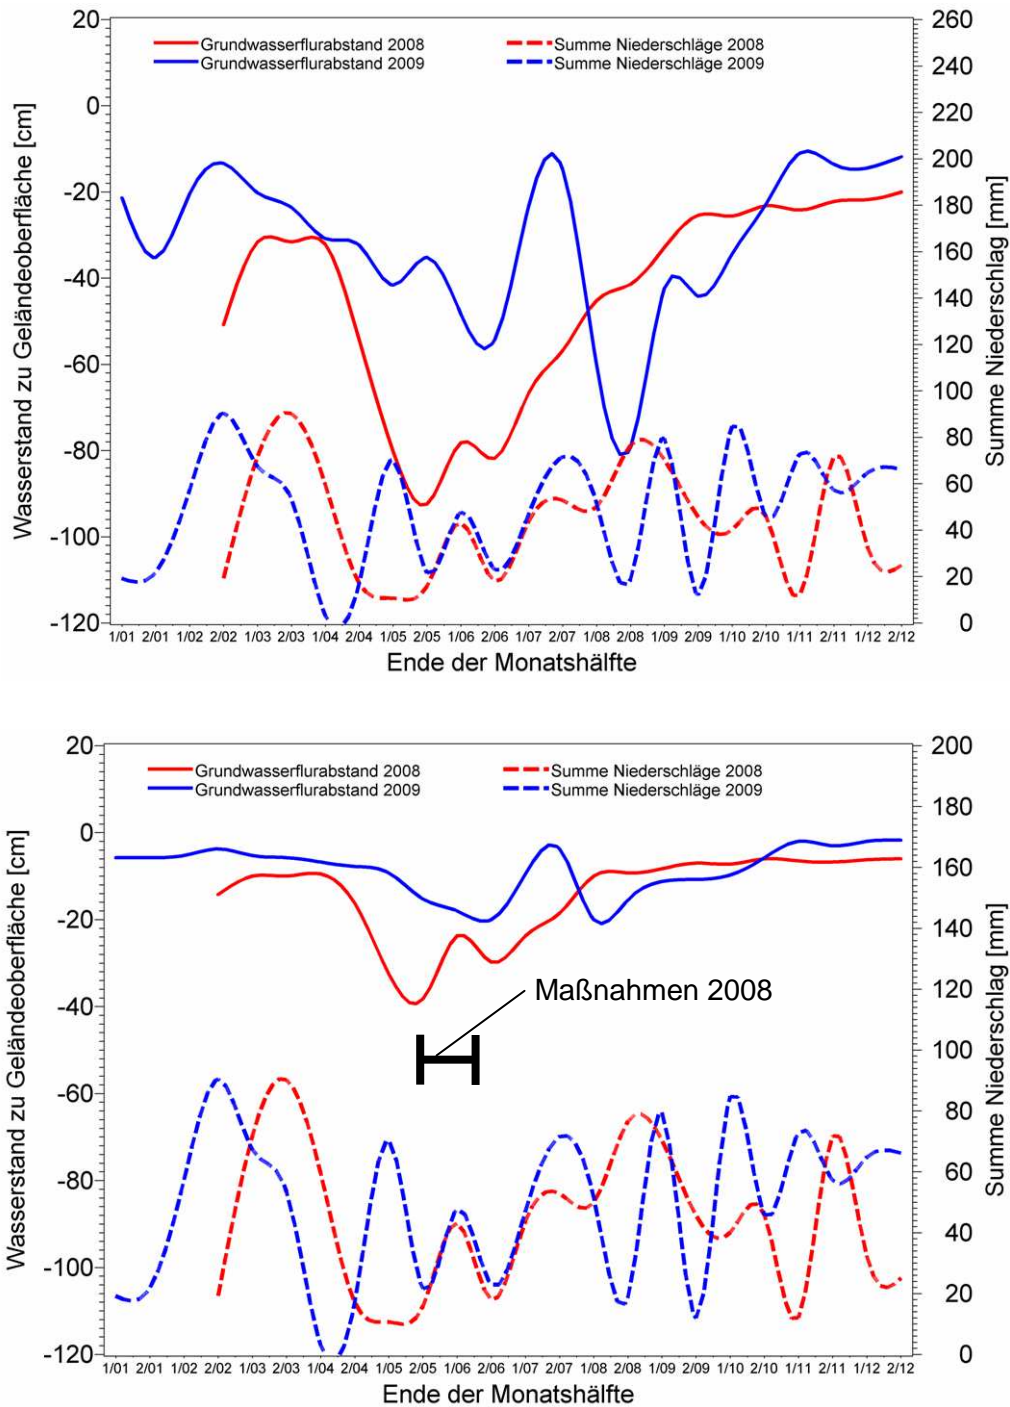 Grundwasserflurabstand 2008
Grundwasserflurabstand 2009
Summe Niederschläge 2008
Summe Niederschläge 2009
Wasserstand zu Geländeoberfläche [cm]
20
0
-20
-40
-60
-80
-100
-120
260
240
220
200
180
160
140
120
100
80
60
40
20
0
Summe Niederschlag [mm]
1/01 2/01 1/02 2/02 1/03 2/03 1/04 2/04 1/05 2/05 1/06 2/06 1/07 2/07 1/08 2/08 1/09 2/09 1/10 2/10 1/11 2/11 1/12 2/12
Ende der Monatshälfte
Grundwasserflurabstand 2008
Grundwasserflurabstand 2009
Summe Niederschläge 2008
Summe Niederschläge 2009
Maßnahmen 2008
Wasserstand zu Geländeoberfläche [cm]
20
0
-20
-40
-60
-80
-100
-120
200
180
160
140
120
100
80
60
40
20
0
Summe Niederschlag [mm]
1/01 2/01 1/02 2/02 1/03 2/03 1/04 2/04 1/05 2/05 1/06 2/06 1/07 2/07 1/08 2/08 1/09 2/09 1/10 2/10 1/11 2/11 1/12 2/12
Ende der Monatshälfte